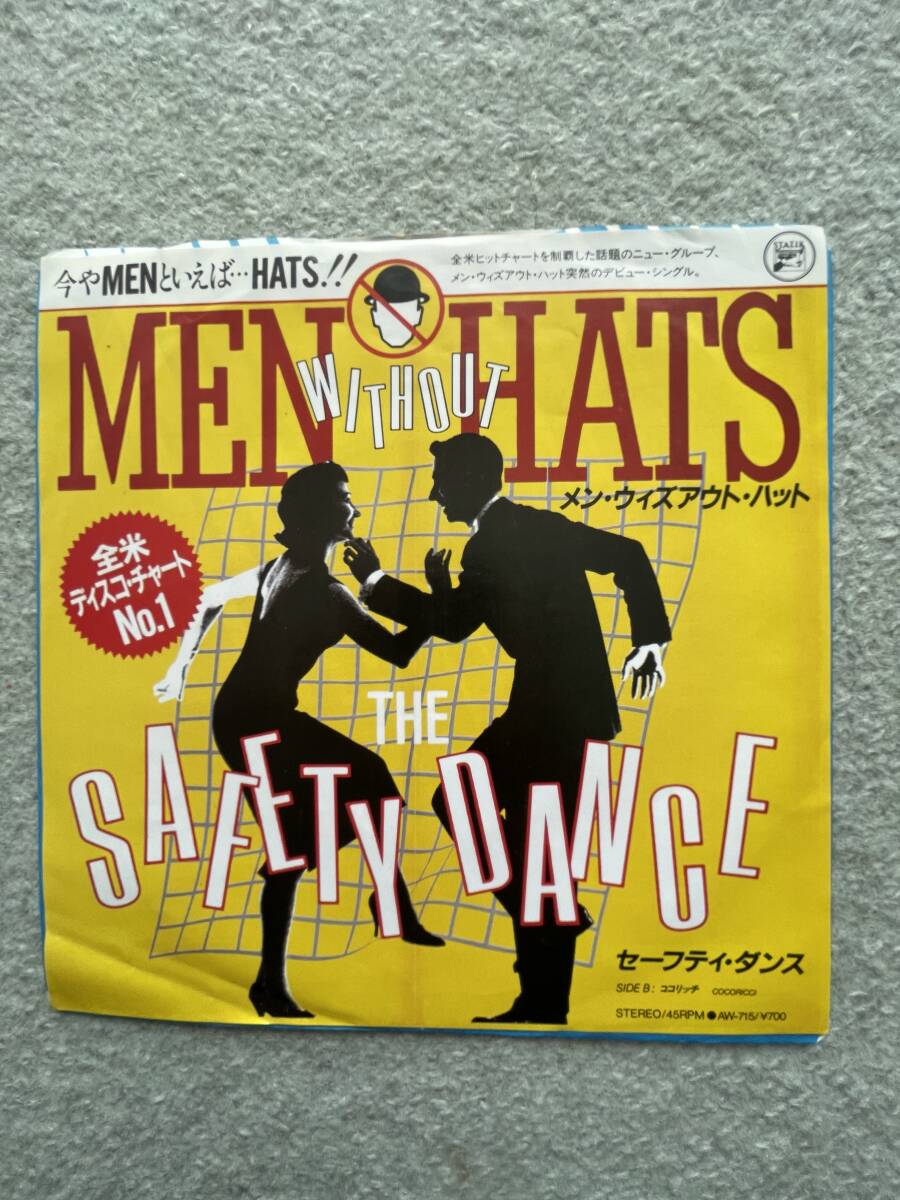 今やMENといえば…HATS!!
全米ヒットチャートを制覇した話題のニュー・グループ、
メン・ウィズアウト・ハット突然のデビュー・シングル。
STATIK
MEN WITHOUT HATS
メン・ウィズアウト・ハット
全米
ディスコ・チャート
No.1
THE
SAFETY DANCE
セーフティ・ダンス
SIDE B: ココリッチ COCORICCI
STEREO/45RPM ●AW-715/¥700